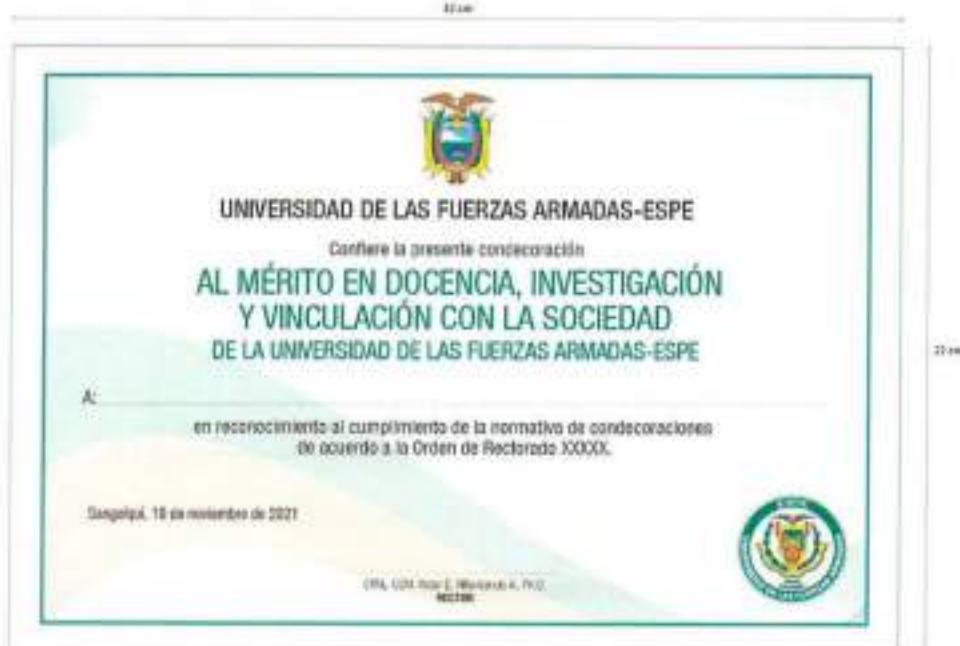 UNIVERSIDAD DE LAS FUERZAS ARMADAS-ESPE
Confiere la presente condecoración
AL MÉRITO EN DOCENCIA, INVESTIGACIÓN
Y VINCULACIÓN CON LA SOCIEDAD
DE LA UNIVERSIDAD DE LAS FUERZAS ARMADAS-ESPE
A:
en reconocimiento al cumplimiento de la normativa de condecoraciones
de acuerdo a la Orden de Rectorado XXXXX.
Sangolquí, 18 de noviembre de 2021
RECTOR